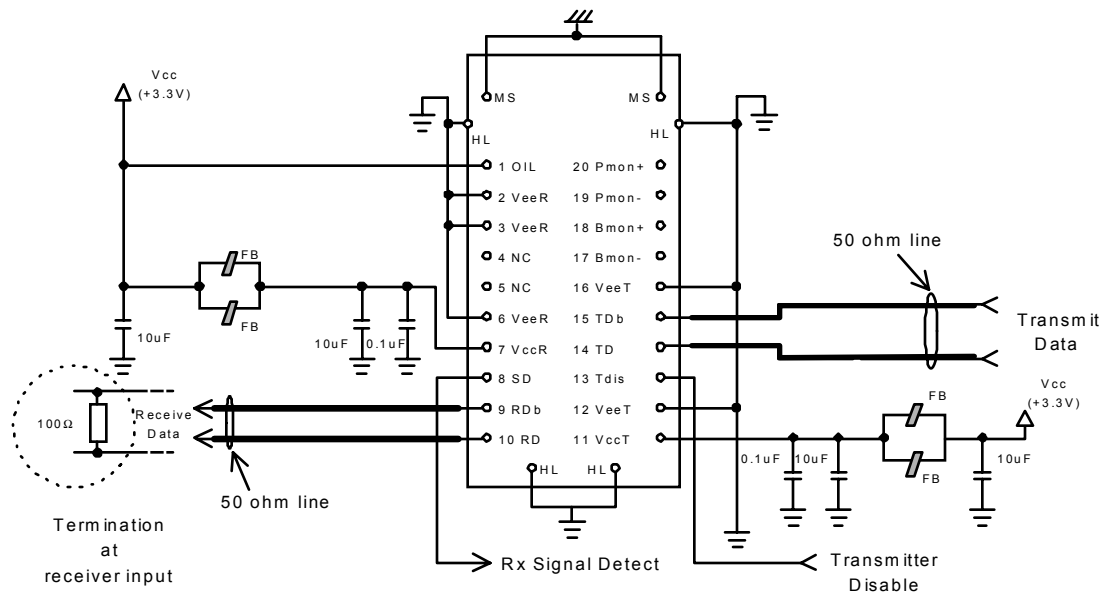 Vcc
(+3.3V)
MS
MS
HL
HL
1 OIL
20 Pmon+
2 VeeR
19 Pmon-
3 VeeR
18 Bmon+
4 NC
17 Bmon-
5 NC
16 VeeT
6 VeeR
15 TDb
7 VccR
14 TD
8 SD
13 Tdis
9 RDb
12 VeeT
10 RD
11 VccT
HL
HL
FB
FB
10uF
10uF
0.1uF
50 ohm line
Transmit
Data
Vcc
(+3.3V)
FB
FB
0.1uF
10uF
10uF
100Ω
Receive
Data
50 ohm line
Termination
at
receiver input
Rx Signal Detect
Transmitter
Disable